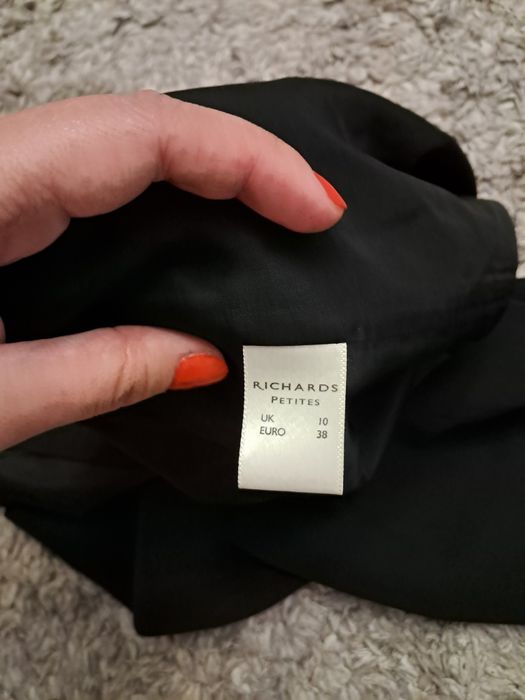 RICHARDS
PETITES
UK 10
EURO 38